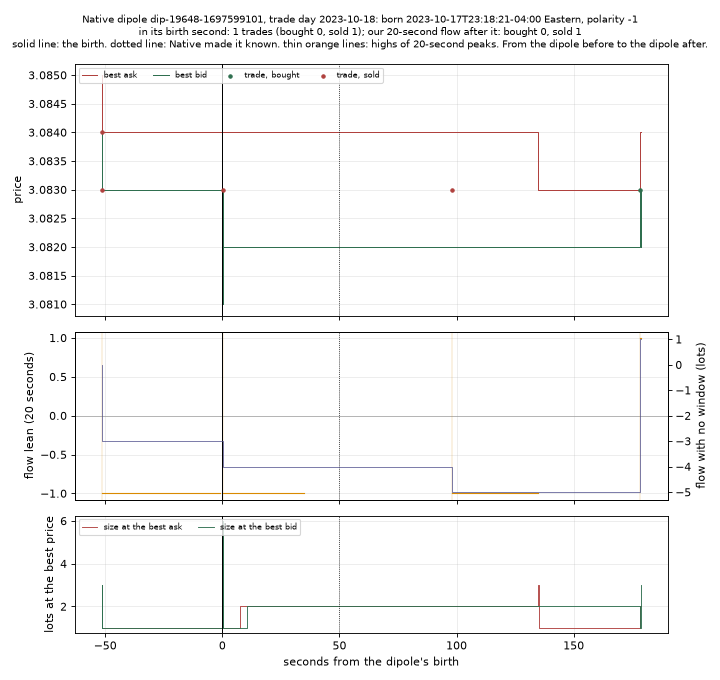 Native dipole dip-19648-1697599101, trade day 2023-10-18: born 2023-10-17T23:18:21-04:00 Eastern, polarity -1
in its birth second: 1 trades (bought 0, sold 1); our 20-second flow after it: bought 0, sold 1
solid line: the birth. dotted line: Native made it known. thin orange lines: highs of 20-second peaks. From the dipole before to the dipole after.
best ask best bid trade, bought trade, sold
3.0850
3.0845
3.0840
3.0835
3.0830
3.0825
3.0820
3.0815
3.0810
price
1.0
0.5
0.0
−0.5
−1.0
flow lean (20 seconds)
1
0
−1
−2
−3
−4
−5
flow with no window (lots)
size at the best ask size at the best bid
6
4
2
lots at the best price
−50 0 50 100 150
seconds from the dipole's birth